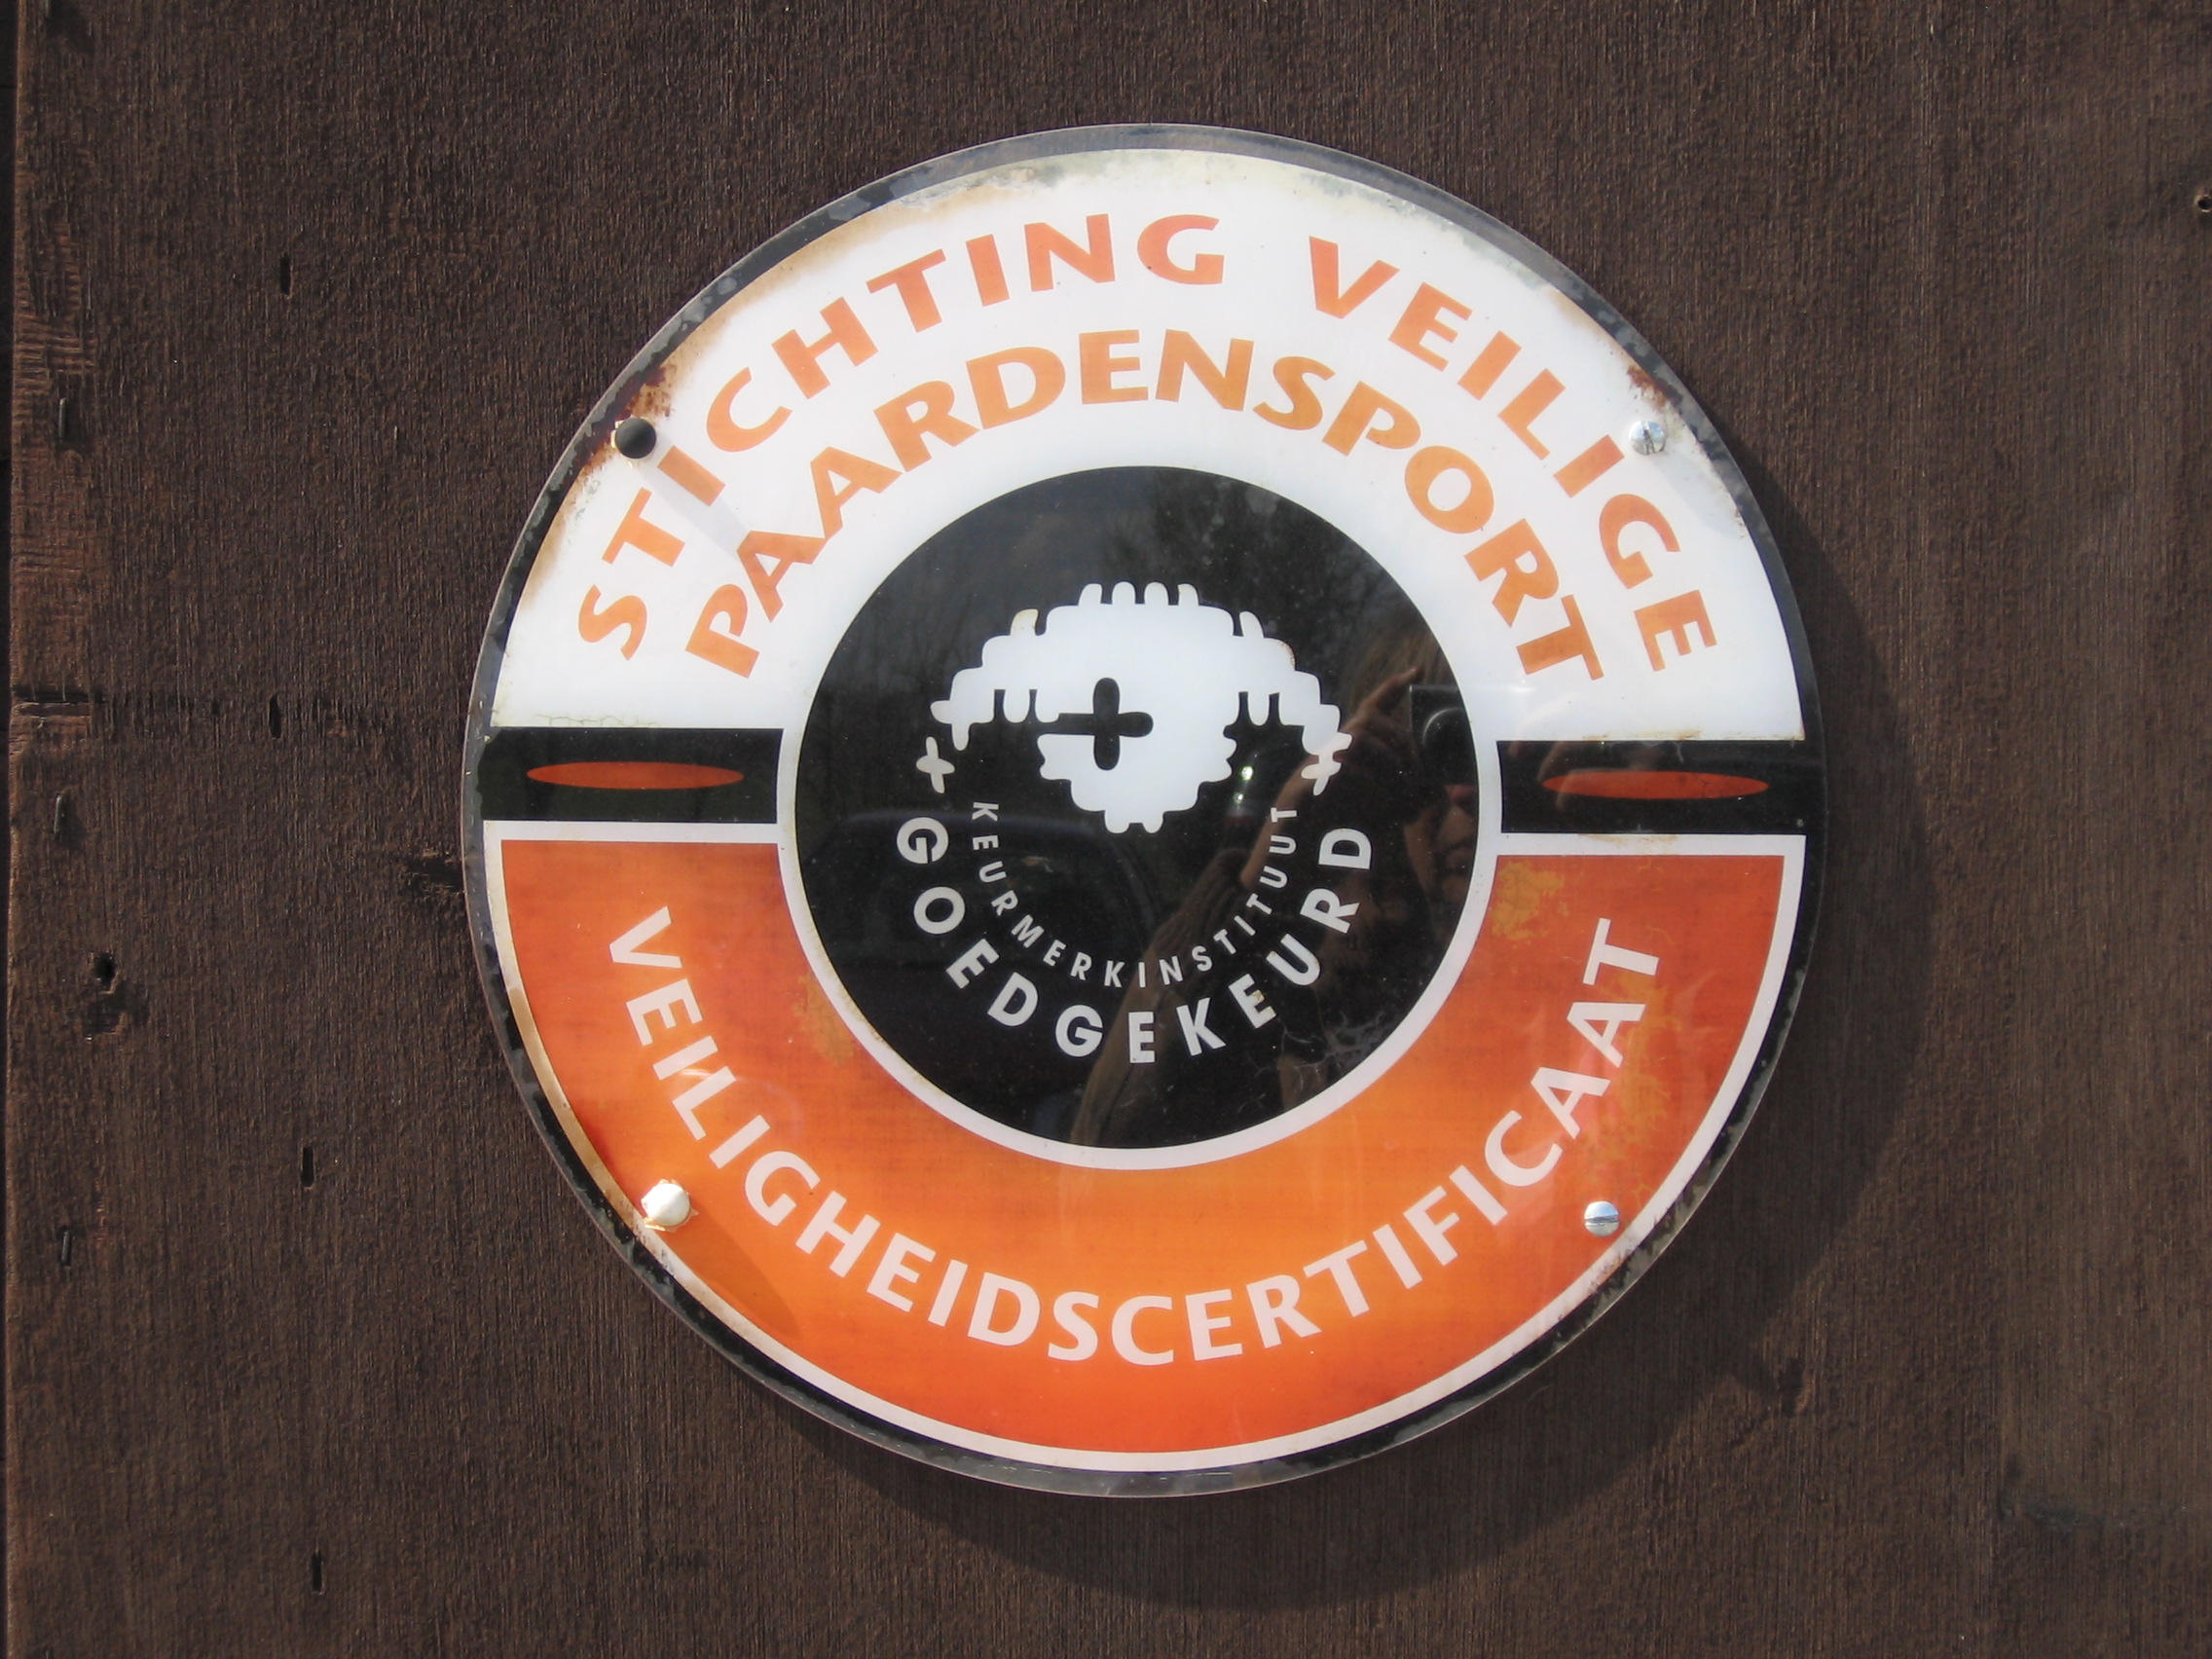 STICHTING VEILIGE
PAARDENSPORT
KEURMERKINSTITUUT
GOEDGEKEURD
VEILIGHEIDSCERTIFICAAT